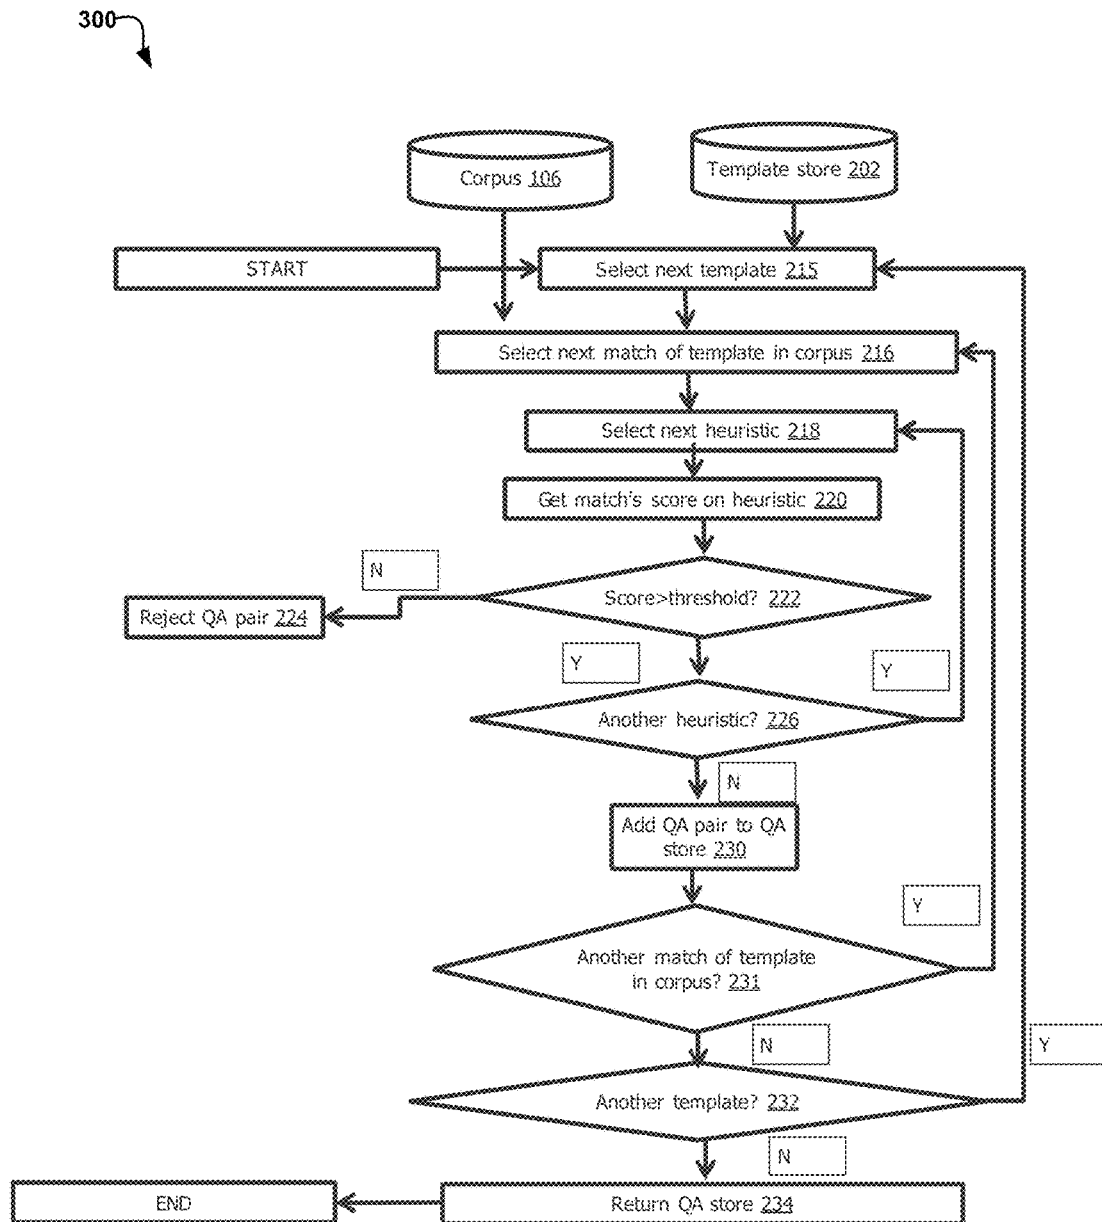 300
Corpus 106
Template store 202
START
Select next template 215
Select next match of template in corpus 216
Select next heuristic 218
Get match's score on heuristic 220
N
Score>threshold? 222
Reject QA pair 224
Y
Y
Another heuristic? 226
N
Add QA pair to QA
store 230
Y
Another match of template
in corpus? 231
N
Y
Another template? 232
N
END
Return QA store 234